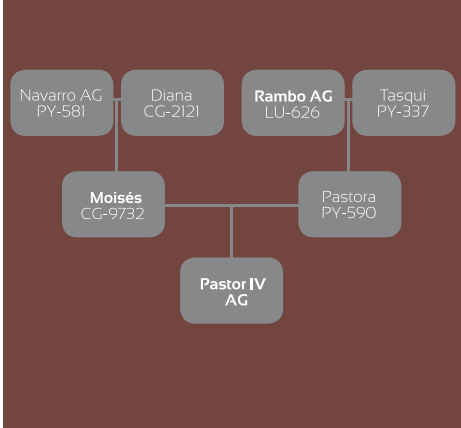 Navarro AG
PY-581
Diana
CG-2121
Rambo AG
LU-626
Tasqui
PY-337
Moisés
CG-9732
Pastora
PY-590
Pastor IV
AG